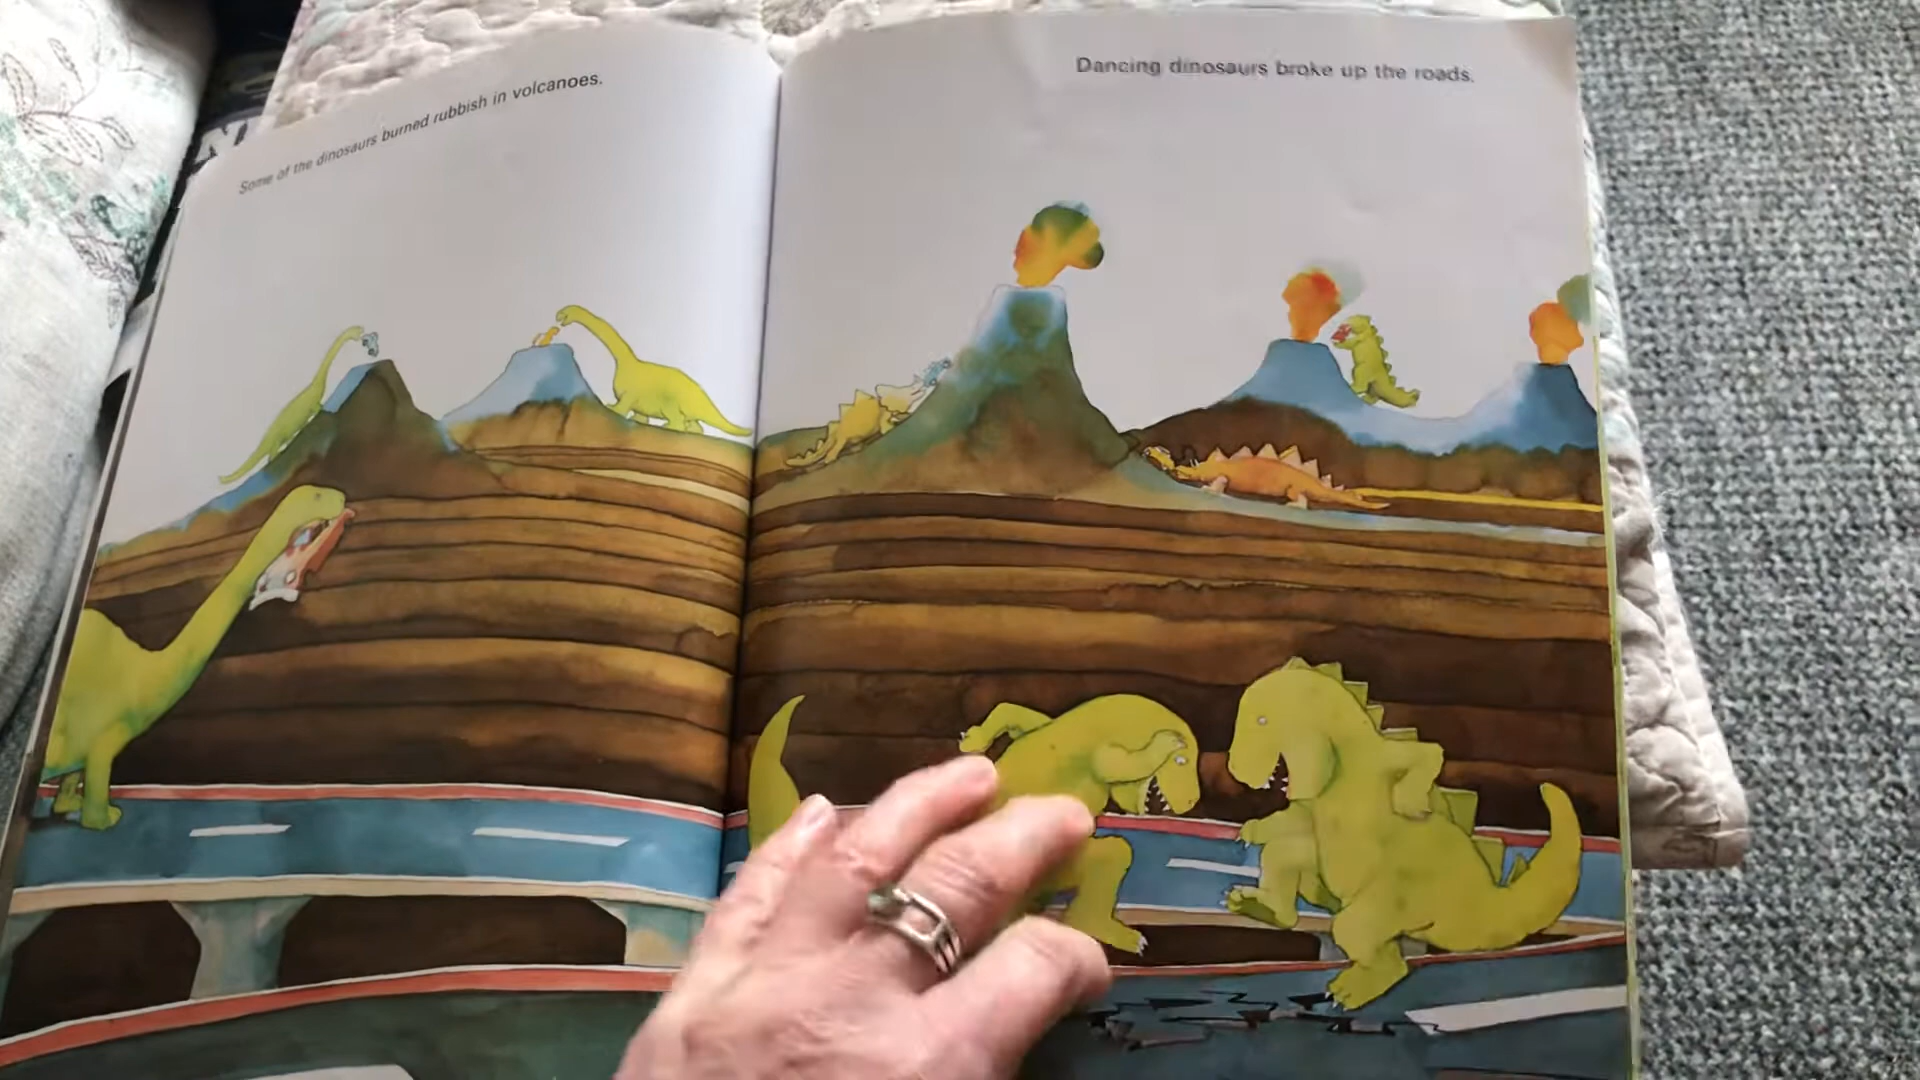 Some of the dinosaurs burned rubbish in volcanoes.
Dancing dinosaurs broke up the roads.